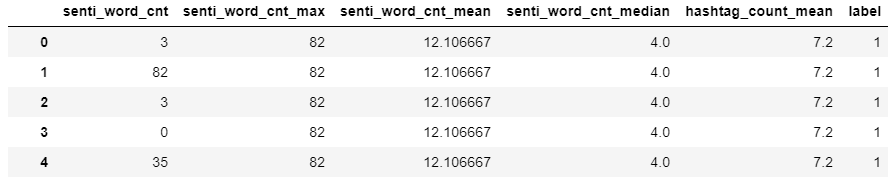 senti_word_cnt senti_word_cnt_max senti_word_cnt_mean senti_word_cnt_median hashtag_count_mean label
0 3 82 12.106667 4.0 7.2 1
1 82 82 12.106667 4.0 7.2 1
2 3 82 12.106667 4.0 7.2 1
3 0 82 12.106667 4.0 7.2 1
4 35 82 12.106667 4.0 7.2 1